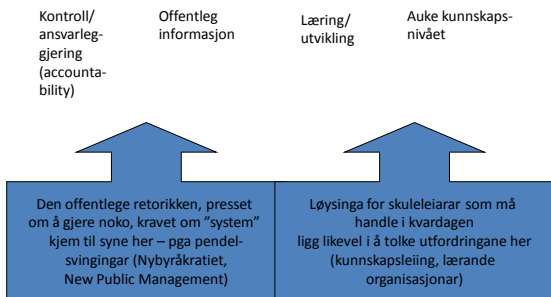 Kontroll/
ansvarleg-
gjering
(accounta-
bility)
Offentleg
informasjon
Læring/
utvikling
Auke kunnskaps-
nivået
Den offentlege retorikken, presset
om å gjere noko, kravet om ”system”
kjem til syne her – pga pendel-
svingingar (Nybyråkratiet,
New Public Management)
Løysinga for skuleleiarar som må
handle i kvardagen
ligg likevel i å tolke utfordringane her
(kunnskapsleiing, lærande
organisasjonar)